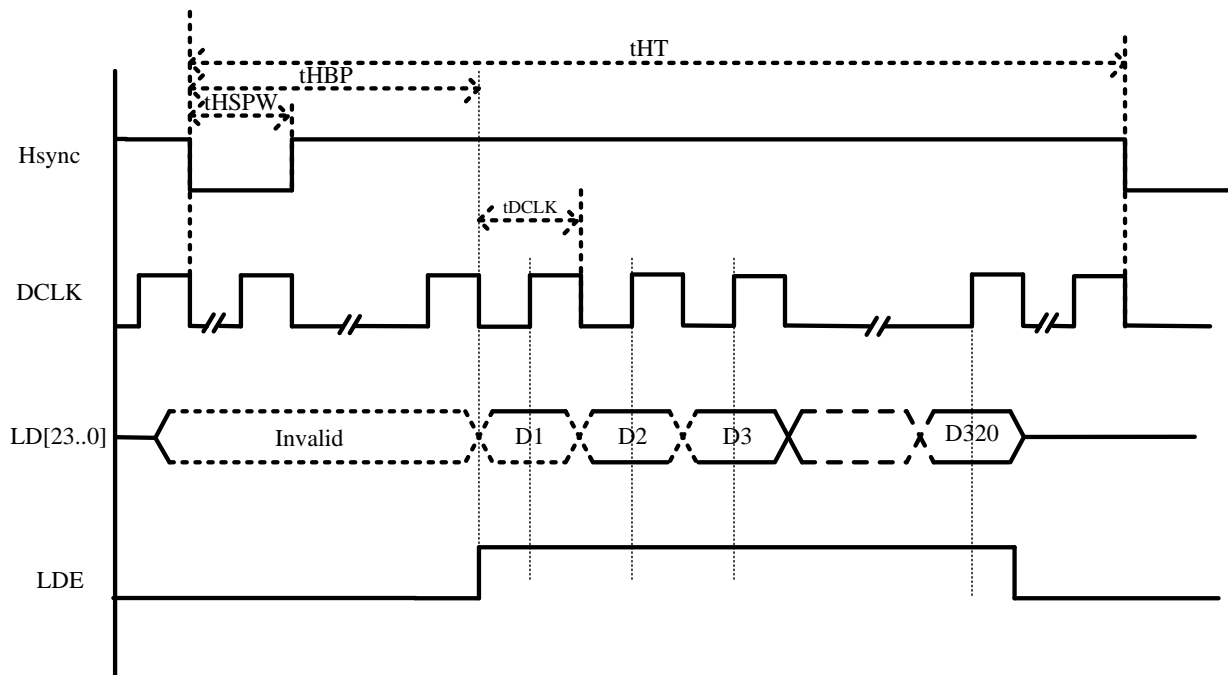 tHT
tHBP
tHSPW
Hsync
tDCLK
DCLK
LD[23..0]
Invalid
D1
D2
D3
D320
LDE